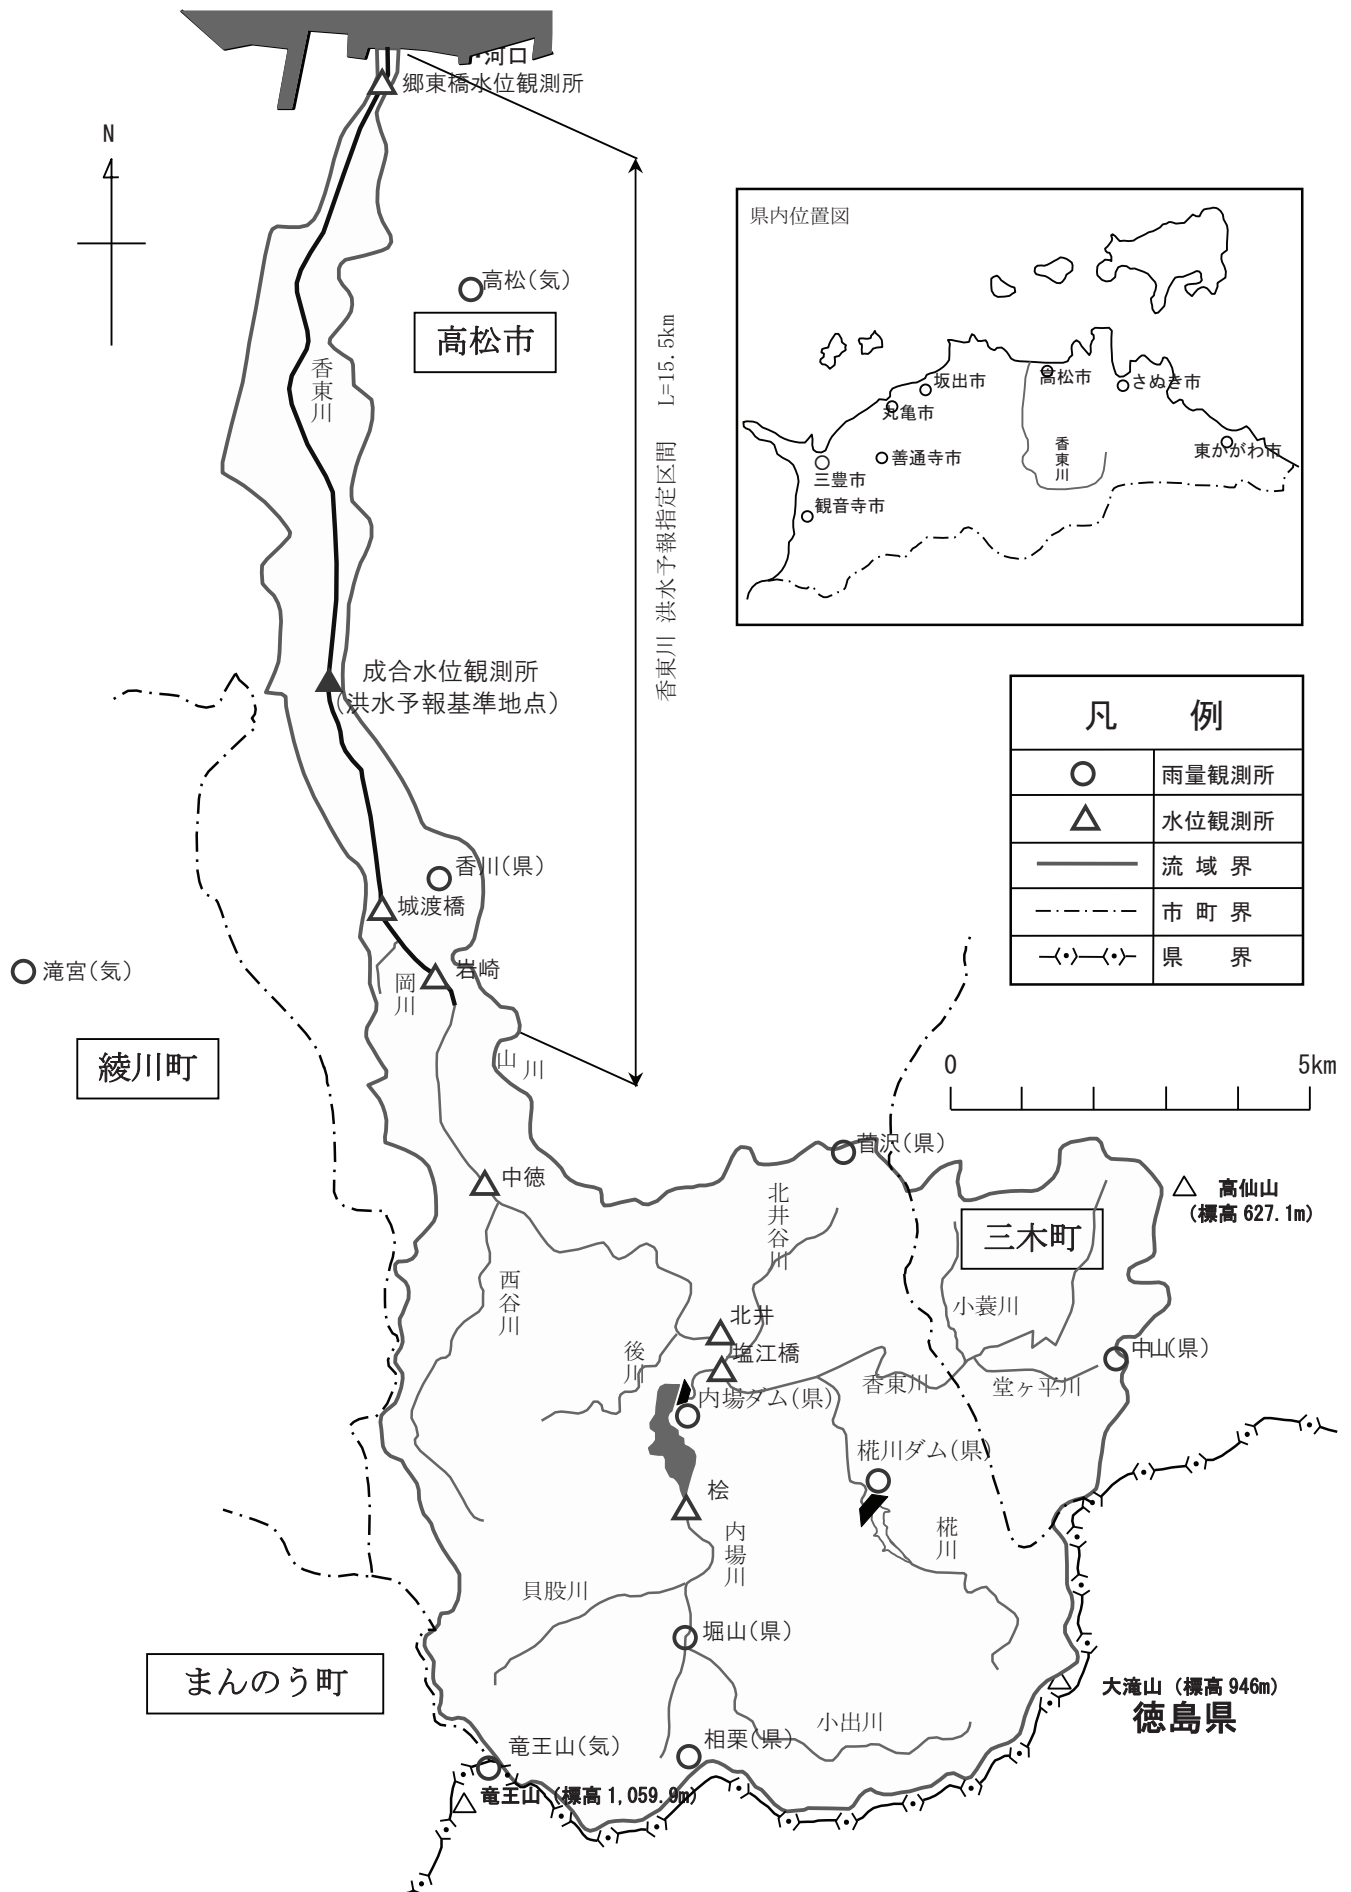 河口
郷東橋水位観測所
N
高松(気)
高松市
香東川
香東川 洪水予報指定区間 L=15.5km
県内位置図
坂出市
高松市
さぬき市
丸亀市
東かがわ市
香東川
善通寺市
三豊市
観音寺市
成合水位観測所
(洪水予報基準地点)
凡 例
雨量観測所
水位観測所
流域界
市町界
県 界
香川(県)
城渡橋
滝宮(気)
岩崎
岡川
綾川町
山川
0 5km
菅沢(県)
中徳
高仙山
(標高 627.1m)
北井谷川
三木町
西谷川
小蓑川
北井
後川
塩江橋
中山(県)
香東川
堂ヶ平川
内場ダム(県)
椛川ダム(県)
桧
内場川
椛川
貝股川
堀山(県)
まんのう町
大滝山 (標高 946m)
徳島県
小出川
竜王山(気)
相栗(県)
竜王山 (標高 1,059.9m)